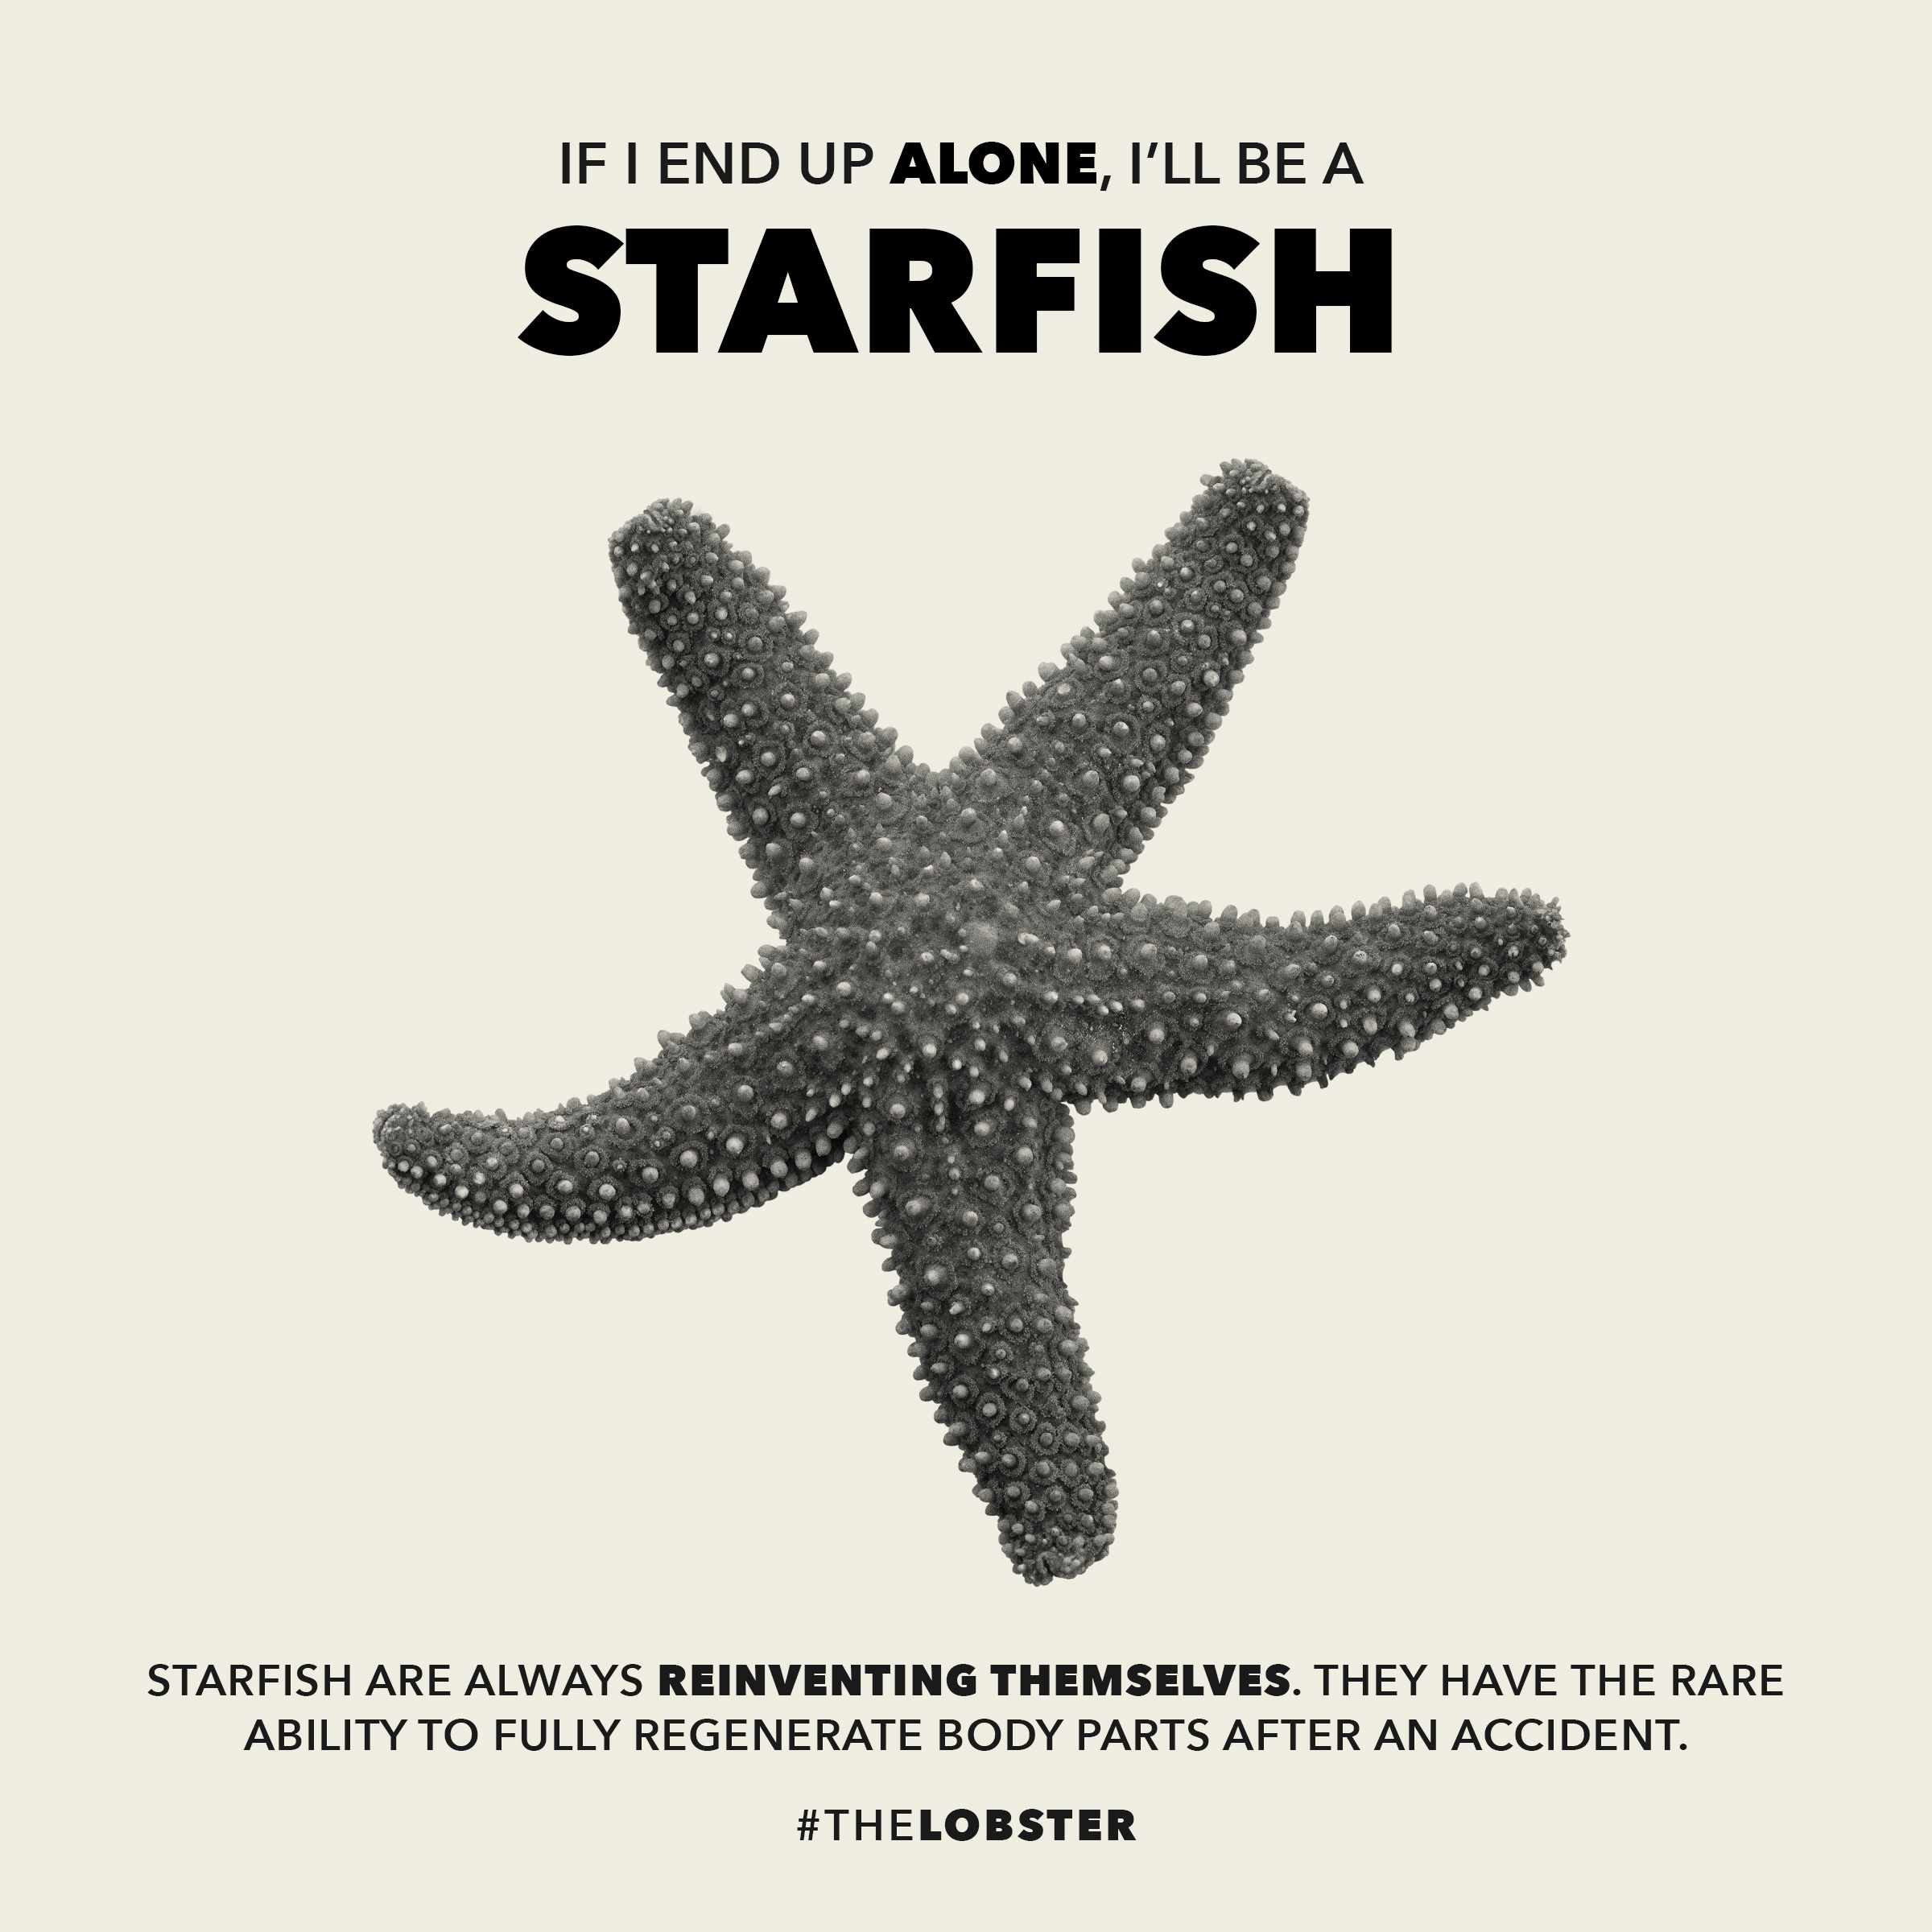 IF I END UP ALONE, I'LL BE A
STARFISH
STARFISH ARE ALWAYS REINVENTING THEMSELVES. THEY HAVE THE RARE
ABILITY TO FULLY REGENERATE BODY PARTS AFTER AN ACCIDENT.
#THELOBSTER